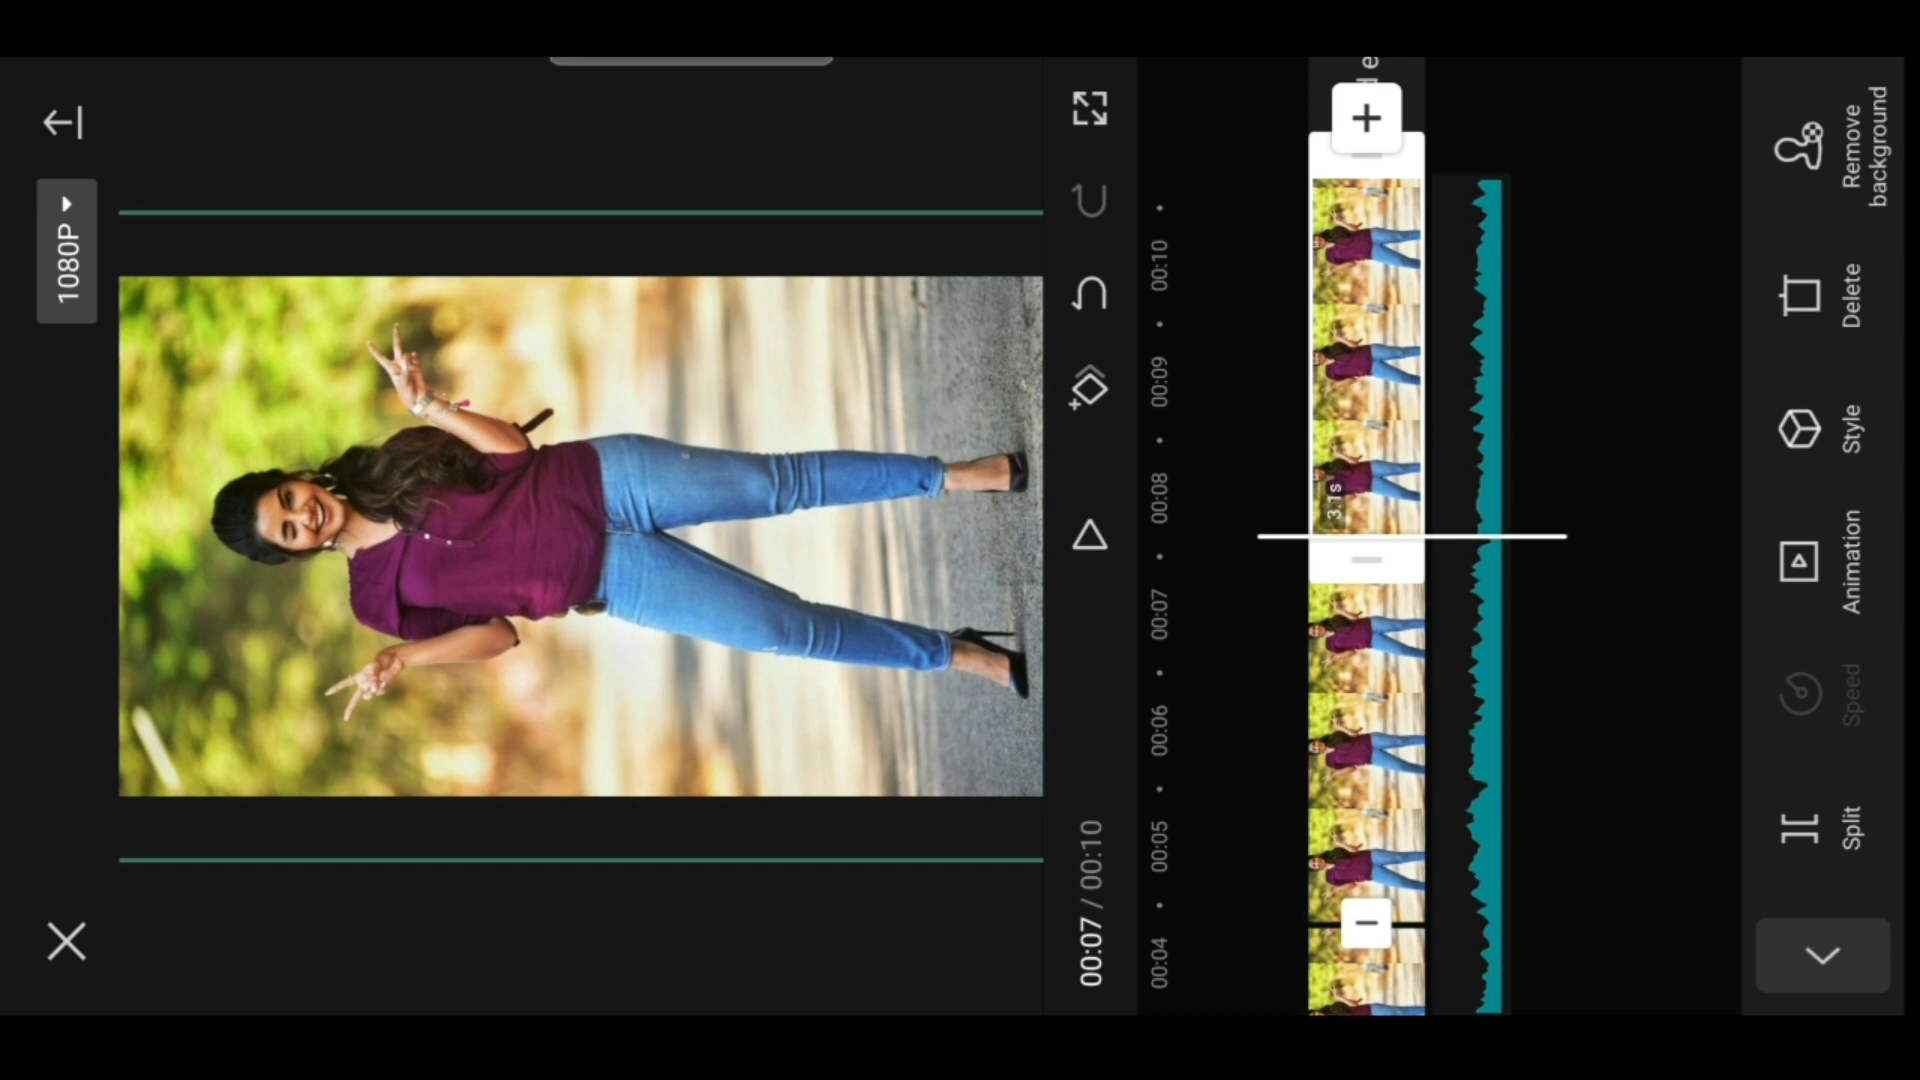 1080P
00:07 / 00:10
00:04
00:05
00:06
00:07
00:08
00:09
00:10
3.1s
Split
Speed
Animation
Style
Delete
Remove
background